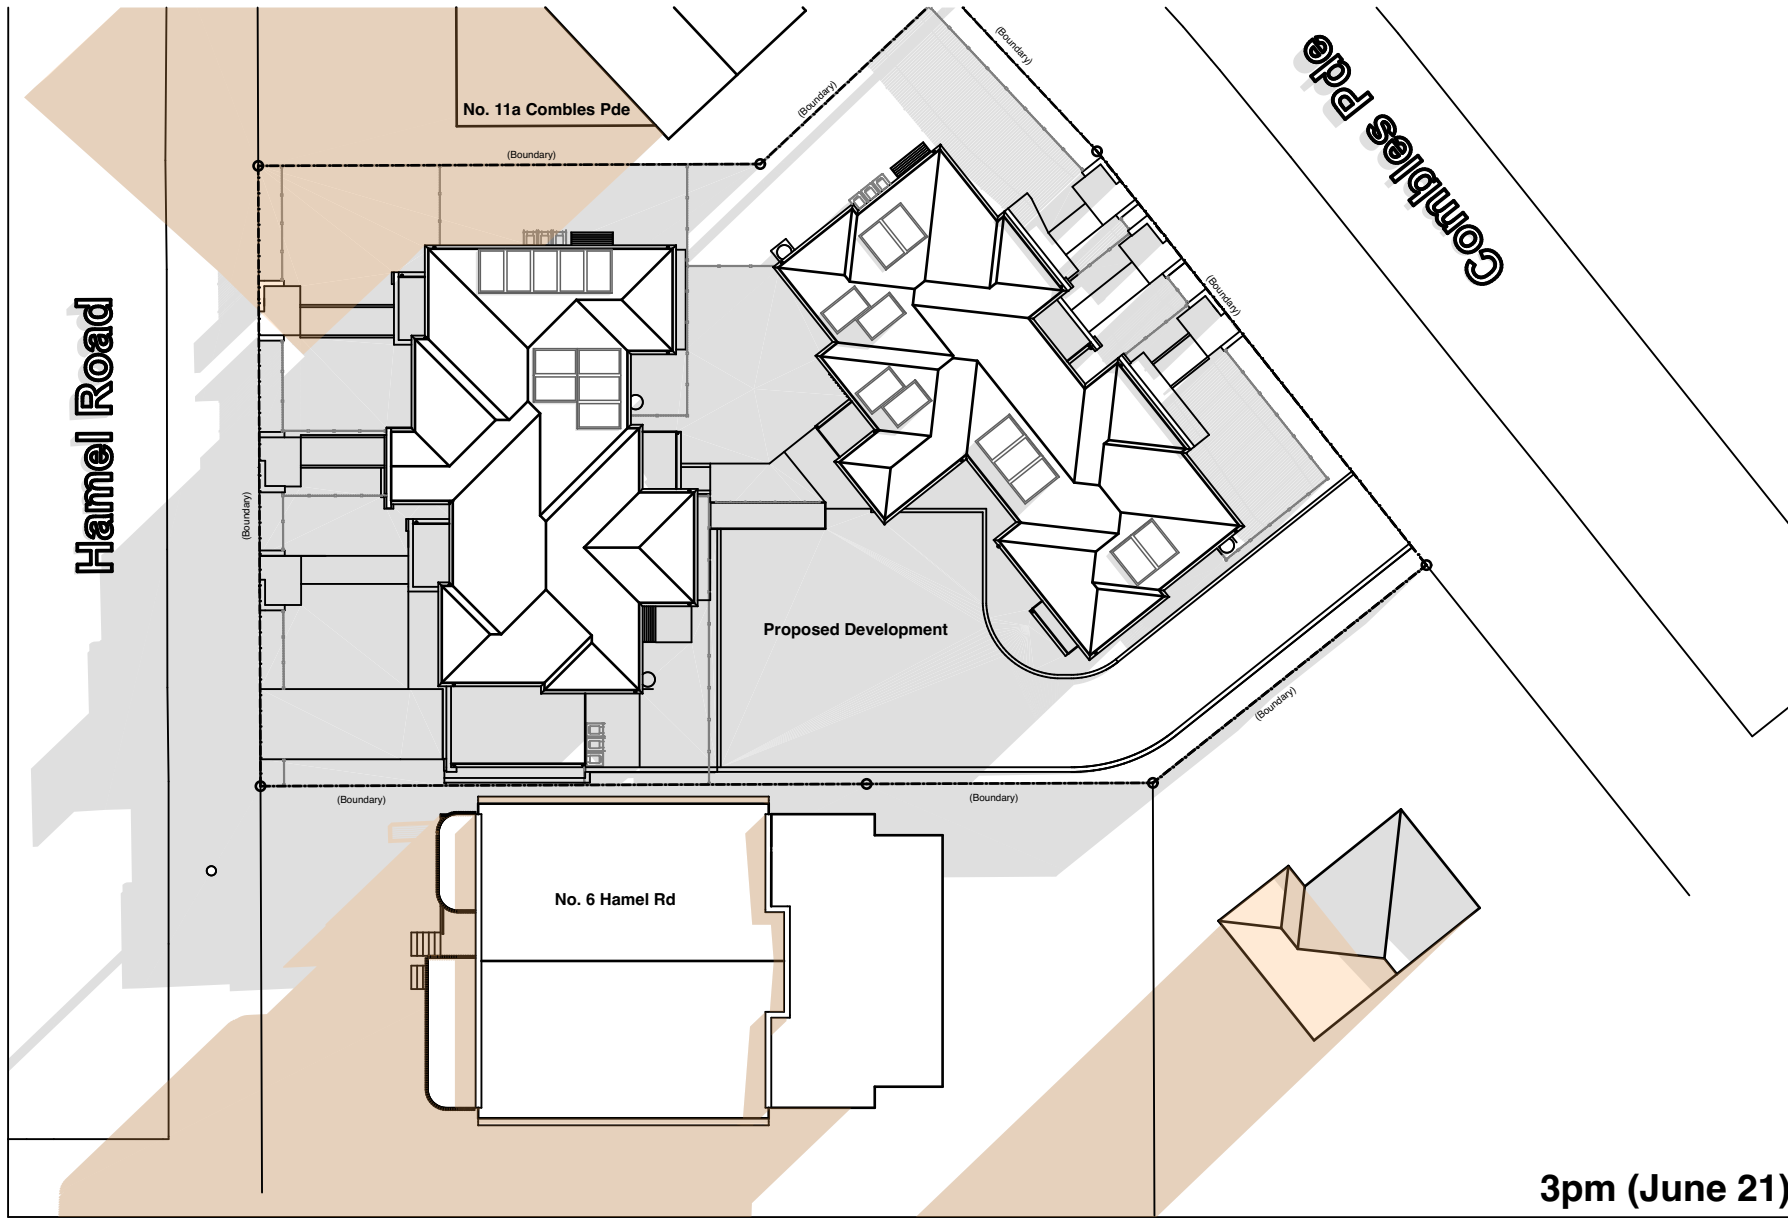 Combles Pde
(Boundary)
(Boundary)
No. 11a Combles Pde
(Boundary)
(Boundary)
Hamel Road
(Boundary)
Proposed Development
(Boundary)
(Boundary)
(Boundary)
No. 6 Hamel Rd
3pm (June 21)